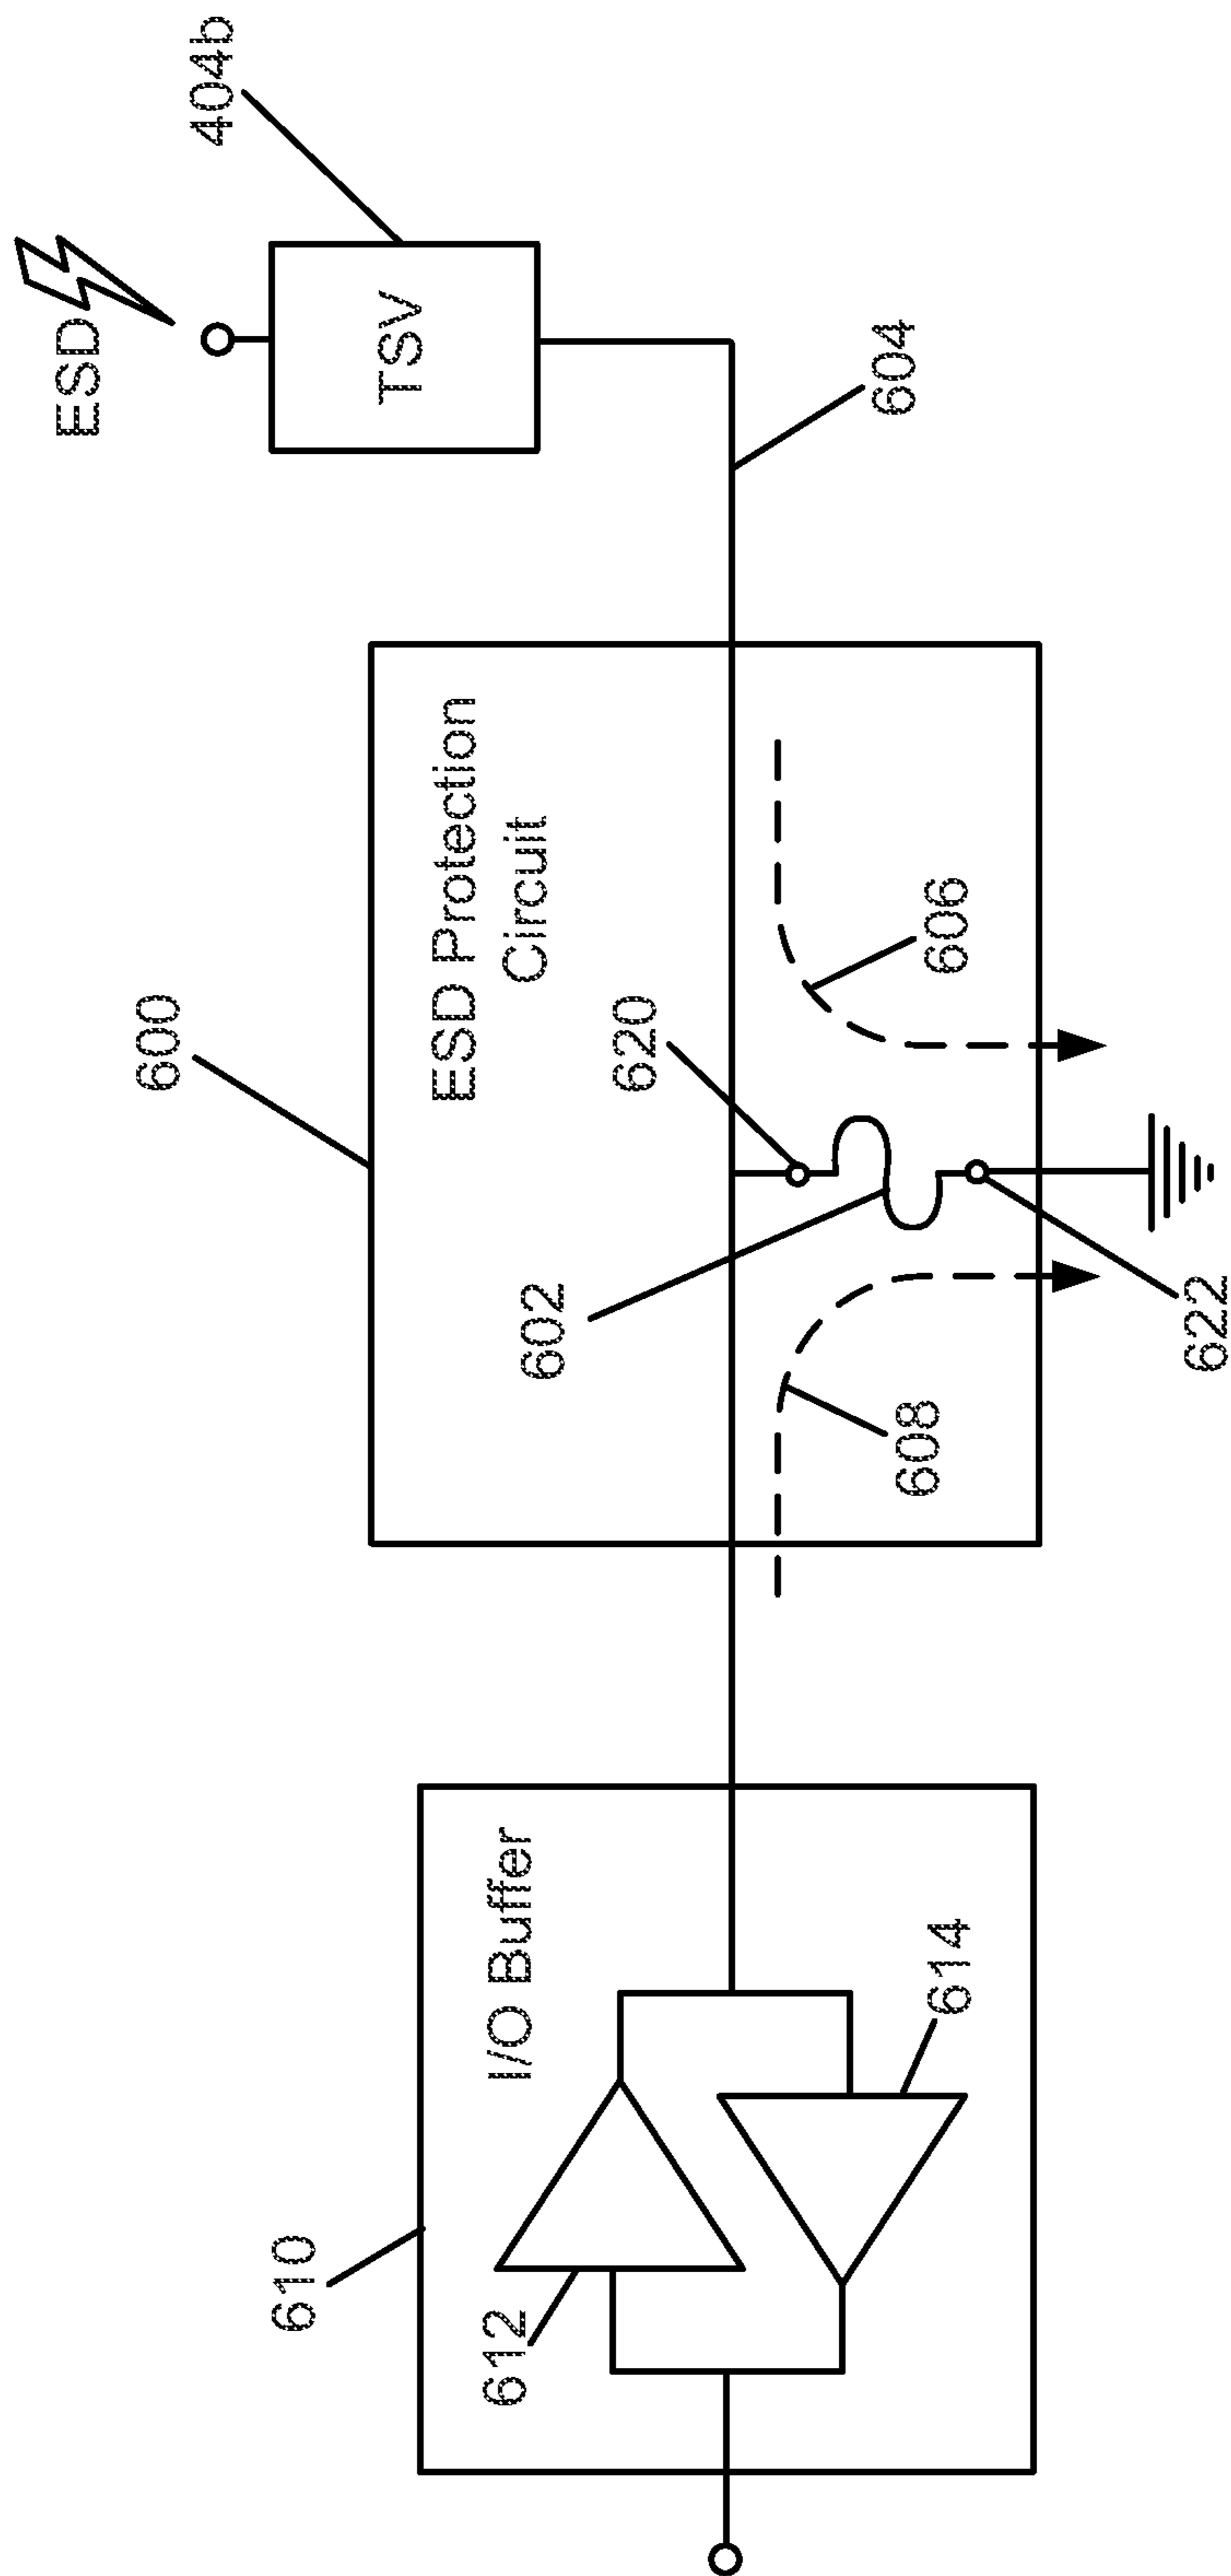 ESD
404b
TSV
604
600
ESD Protection
Circuit
620
606
602
608
622
610
I/O Buffer
612
614